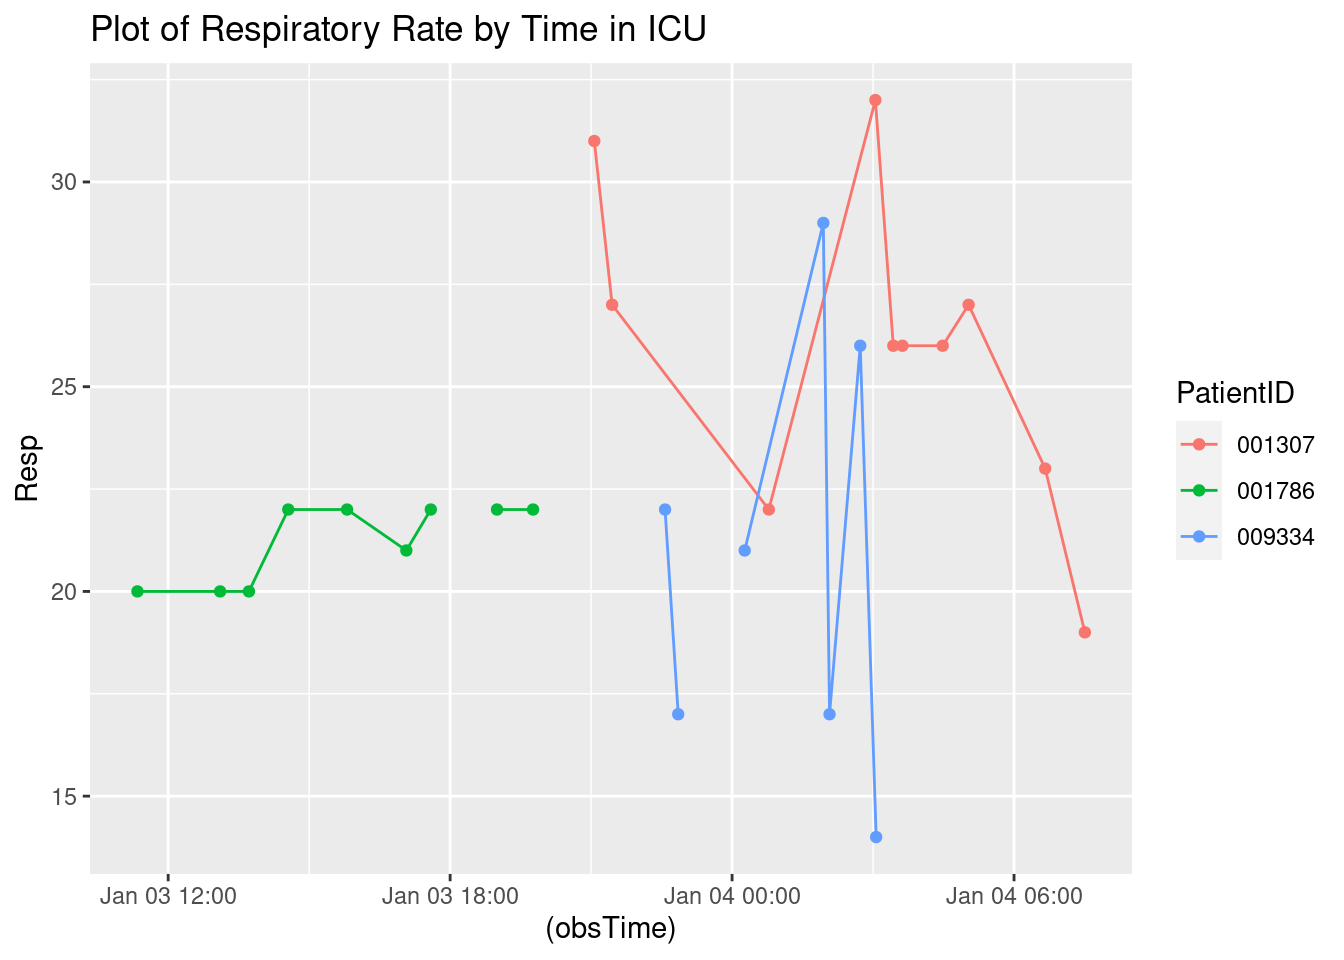 Plot of Respiratory Rate by Time in ICU
Resp
30
25
20
15
Jan 03 12:00 Jan 03 18:00 Jan 04 00:00 Jan 04 06:00
(obsTime)
PatientID
001307
001786
009334